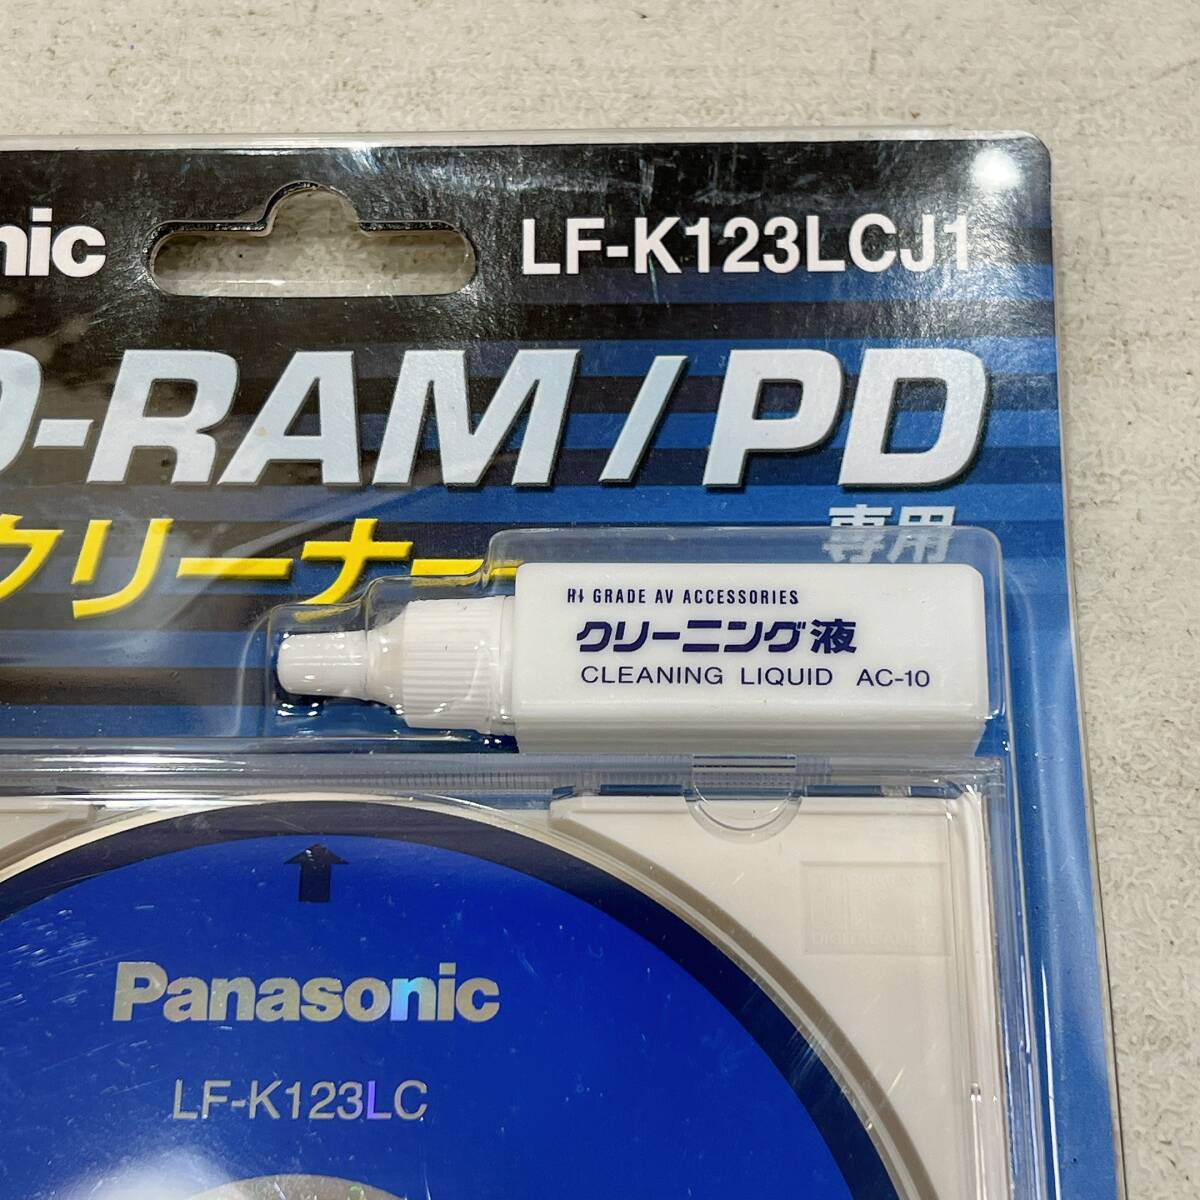 nic
LF-K123LCJ1
D-RAM/PD
クリーナー
専用
HI GRADE AV ACCESSORIES
クリーニング液
CLEANING LIQUID AC-10
Panasonic
LF-K123LC